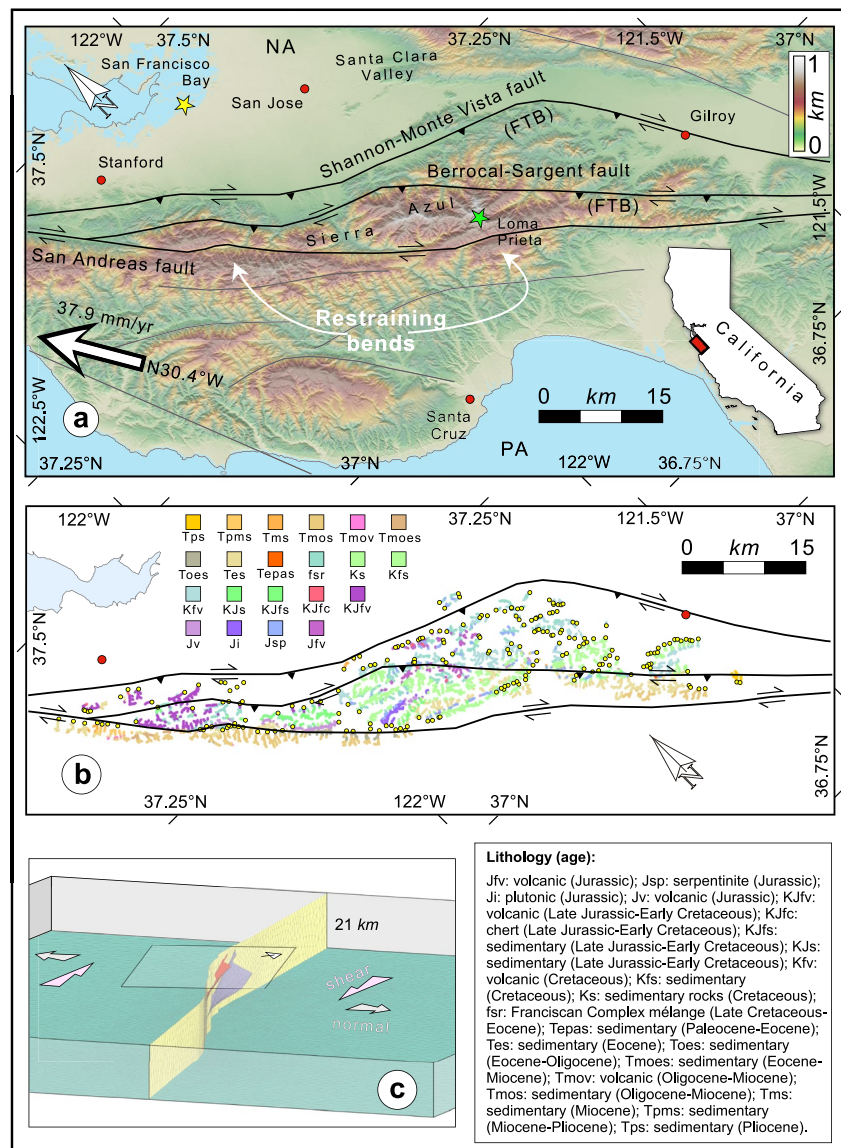 122°W
37.5°N
NA
37.25°N
121.5°W
37°N
San Francisco
Bay
Santa Clara
Valley
San Jose
Gilroy
Stanford
Shannon-Monte Vista fault
(FTB)
Berrocal-Sargent fault
(FTB)
Sierra Azul
Loma
Prieta
San Andreas fault
Restraining
bends
37.9 mm/yr
N30.4°W
Santa
Cruz
PA
California
1
km
0
0 km 15
37.5°N
121.5°W
36.75°N
122.5°W
a
37.25°N
37°N
122°W
36.75°N
122°W
37.25°N
121.5°W
37°N
Tps Tpms Tms Tmos Tmov Tmoes
Toes Tes Tepas fsr Ks Kfs
Kfv KJs KJfs KJfc KJfv
Jv Ji Jsp Jfv
0 km 15
37.5°N
36.75°N
b
37.25°N
122°W
37°N
21 km
shear
normal
c
Lithology (age):
Jfv: volcanic (Jurassic); Jsp: serpentinite (Jurassic);
Ji: plutonic (Jurassic); Jv: volcanic (Jurassic); KJfv:
volcanic (Late Jurassic-Early Cretaceous); KJfc:
chert (Late Jurassic-Early Cretaceous); KJfs:
sedimentary (Late Jurassic-Early Cretaceous); KJs:
sedimentary (Late Jurassic-Early Cretaceous); Kfv:
volcanic (Cretaceous); Kfs: sedimentary
(Cretaceous); Ks: sedimentary rocks (Cretaceous);
fsr: Franciscan Complex mélange (Late Cretaceous-
Eocene); Tepas: sedimentary (Paleocene-Eocene);
Tes: sedimentary (Eocene); Toes: sedimentary
(Eocene-Oligocene); Tmoes: sedimentary (Eocene-
Miocene); Tmov: volcanic (Oligocene-Miocene);
Tmos: sedimentary (Oligocene-Miocene); Tms:
sedimentary (Miocene); Tpms: sedimentary
(Miocene-Pliocene); Tps: sedimentary (Pliocene).